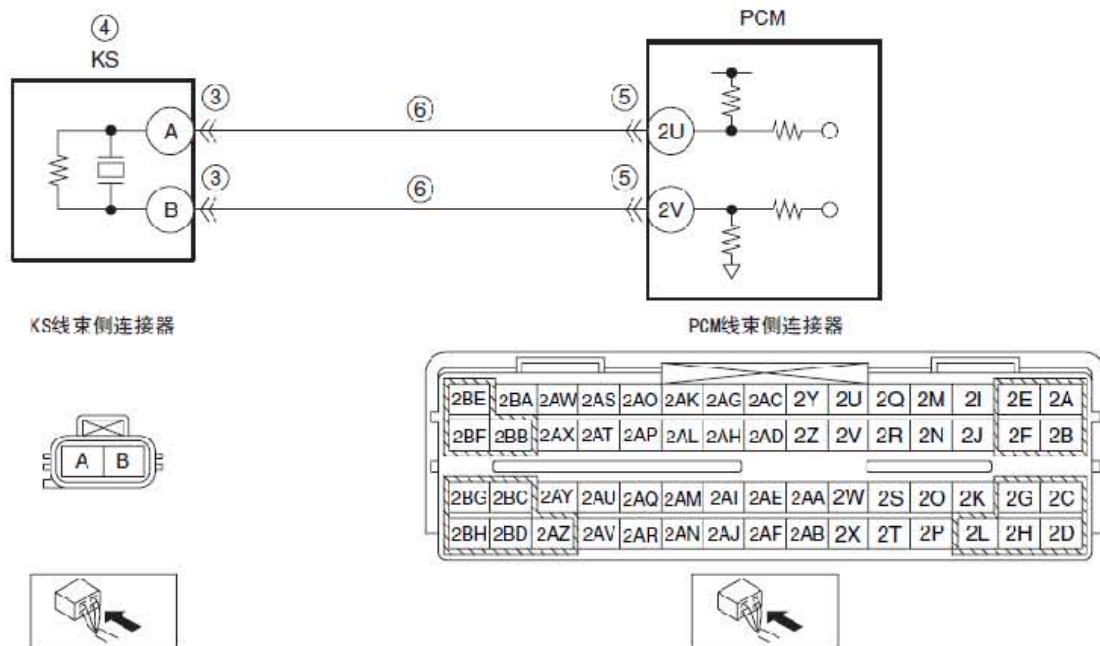 ④
KS
PCM
③
⑥
⑤
A
2U
③
⑥
⑤
B
2V
KS线束侧连接器
PCM线束侧连接器
2BE 2BA 2AW 2AS 2AO 2AK 2AG 2AC 2Y 2U 2Q 2M 2I 2E 2A
2BF 2BB 2AX 2AT 2AP 2AL 2AH 2AD 2Z 2V 2R 2N 2J 2F 2B
A B
2BG 2BC 2AY 2AU 2AQ 2AM 2AI 2AE 2AA 2W 2S 2O 2K 2G 2C
2BH 2BD 2AZ 2AV 2AR 2AN 2AJ 2AF 2AB 2X 2T 2P 2L 2H 2D